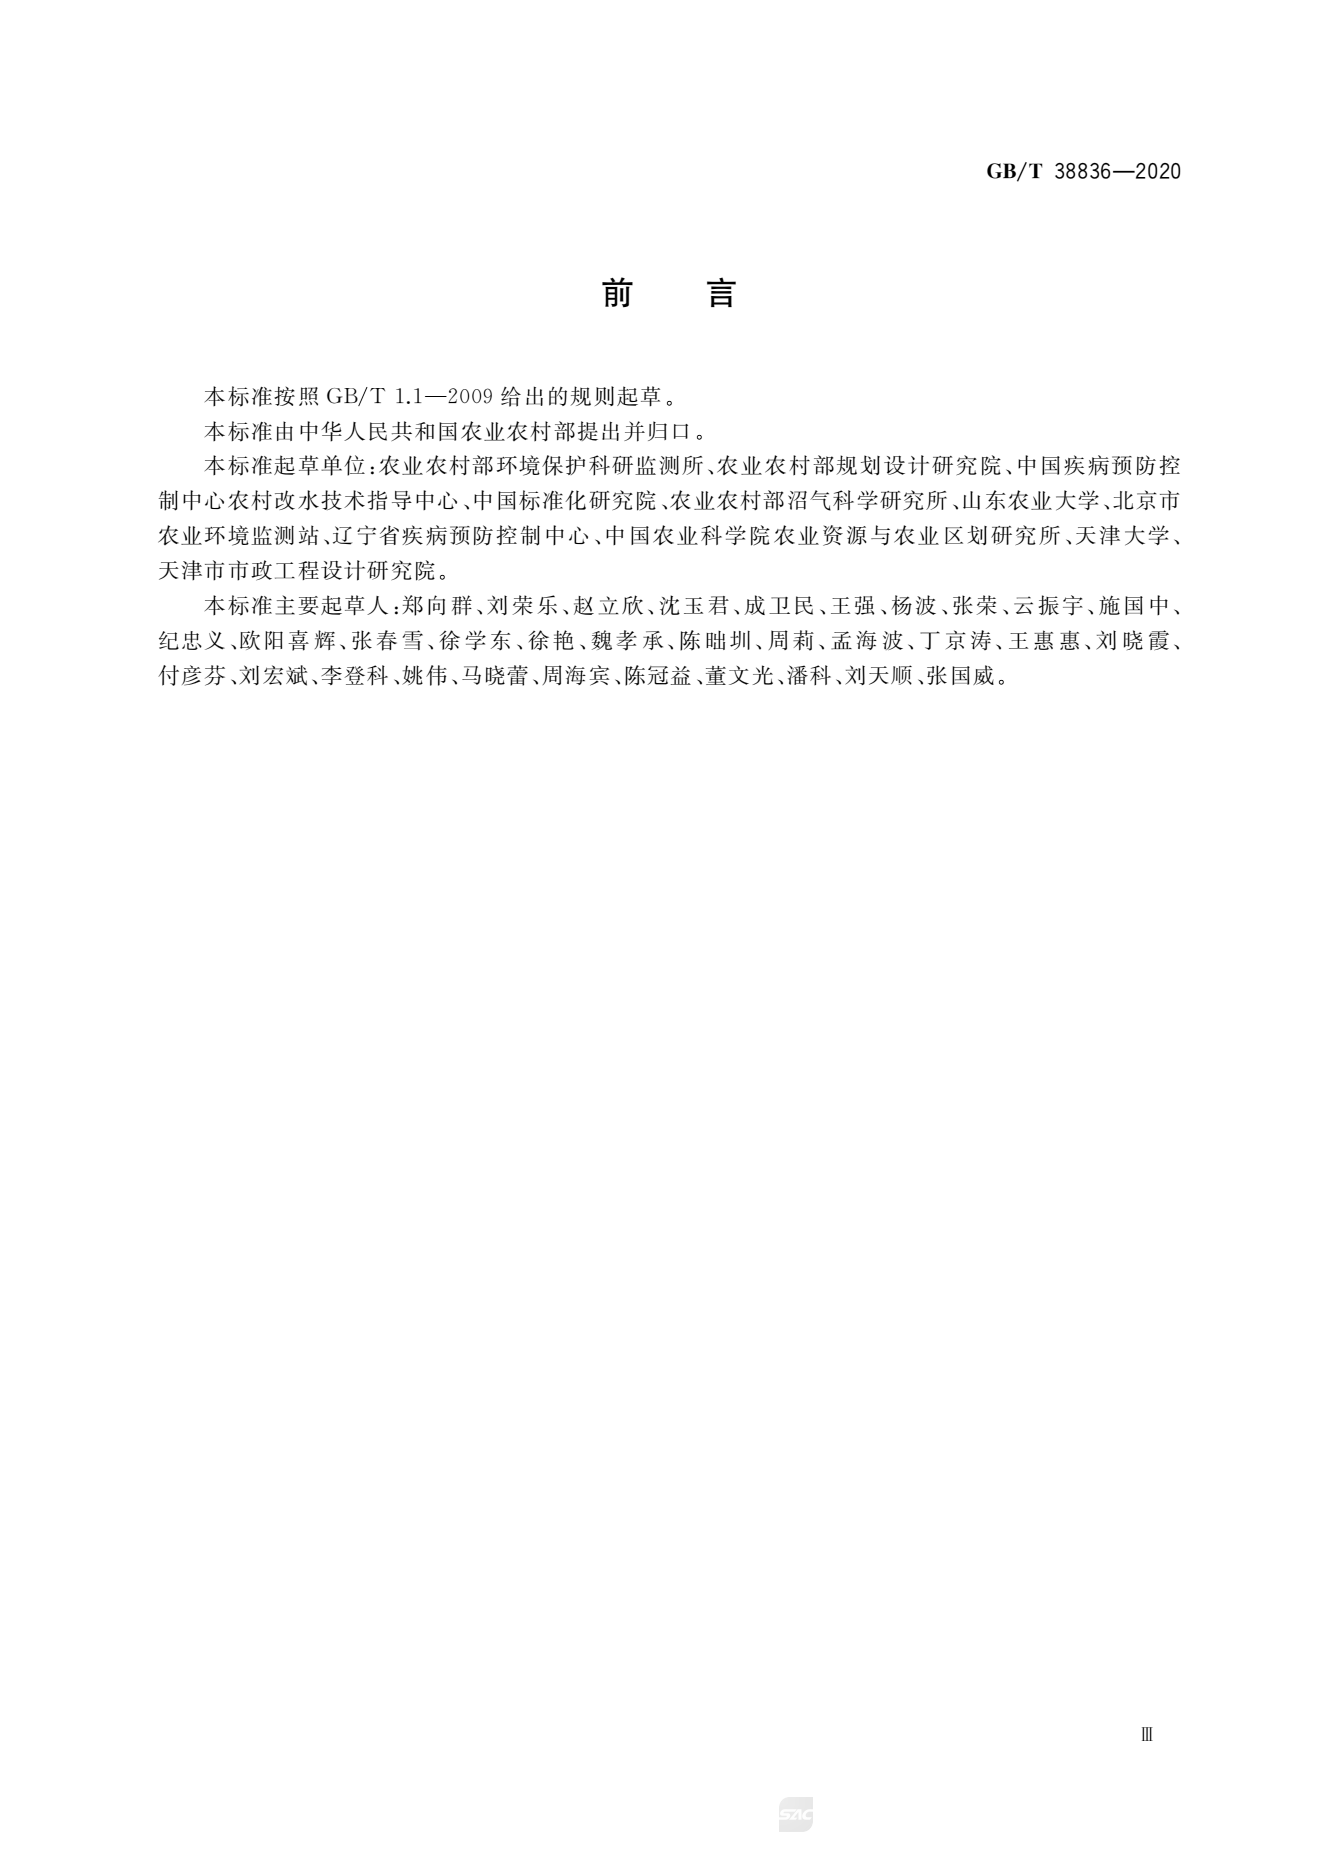 GB/T 38836—2020
前 言
本标准按照 GB/T 1.1—2009 给出的规则起草。
本标准由中华人民共和国农业农村部提出并归口。
本标准起草单位:农业农村部环境保护科研监测所、农业农村部规划设计研究院、中国疾病预防控
制中心农村改水技术指导中心、中国标准化研究院、农业农村部沼气科学研究所、山东农业大学、北京市
农业环境监测站、辽宁省疾病预防控制中心、中国农业科学院农业资源与农业区划研究所、天津大学、
天津市市政工程设计研究院。
本标准主要起草人:郑向群、刘荣乐、赵立欣、沈玉君、成卫民、王强、杨波、张荣、云振宇、施国中、
纪忠义、欧阳喜辉、张春雪、徐学东、徐艳、魏孝承、陈昢圳、周莉、孟海波、丁京涛、王惠惠、刘晓霞、
付彦芬、刘宏斌、李登科、姚伟、马晓蕾、周海宾、陈冠益、董文光、潘科、刘天顺、张国威。
Ⅲ
SAC